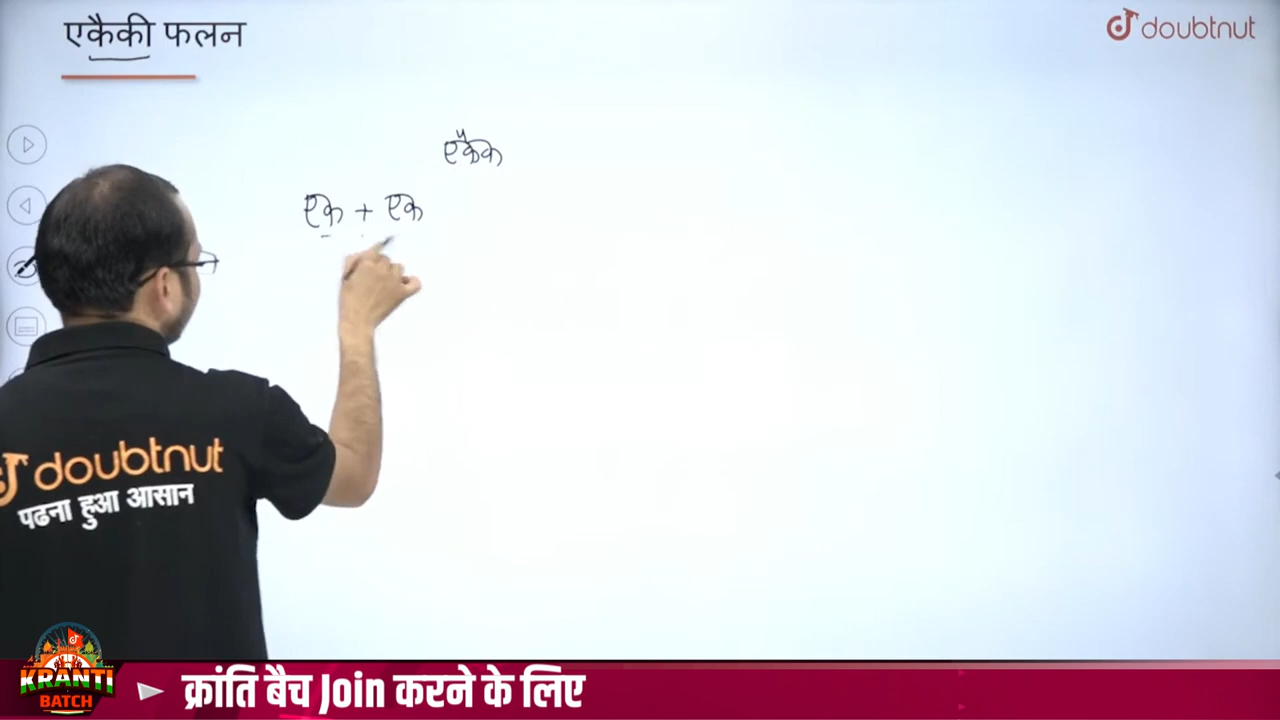 एकैकी फलन
doubtnut
एकैक
एक + एक
doubtnut
पढना हुआ आसान
KRANTI
BATCH
क्रांति बैच Join करने के लिए